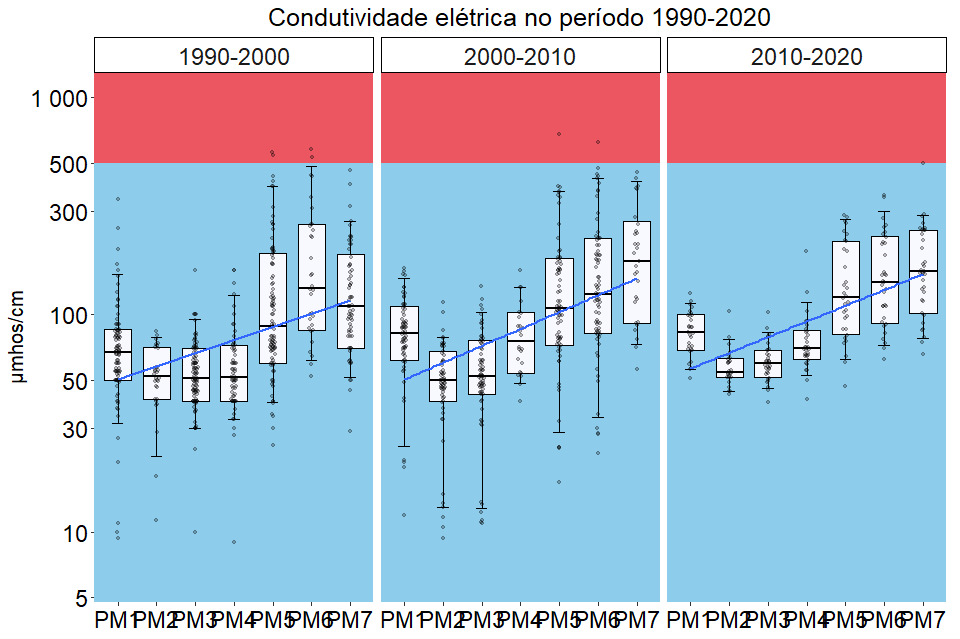 Condutividade elétrica no período 1990-2020
1990-2000 2000-2010 2010-2020
1 000
500
300
100
50
30
10
5
µmhos/cm
PM1 PM2 PM3 PM4 PM5 PM6 PM7 PM1 PM2 PM3 PM4 PM5 PM6 PM7 PM1 PM2 PM3 PM4 PM5 PM6 PM7